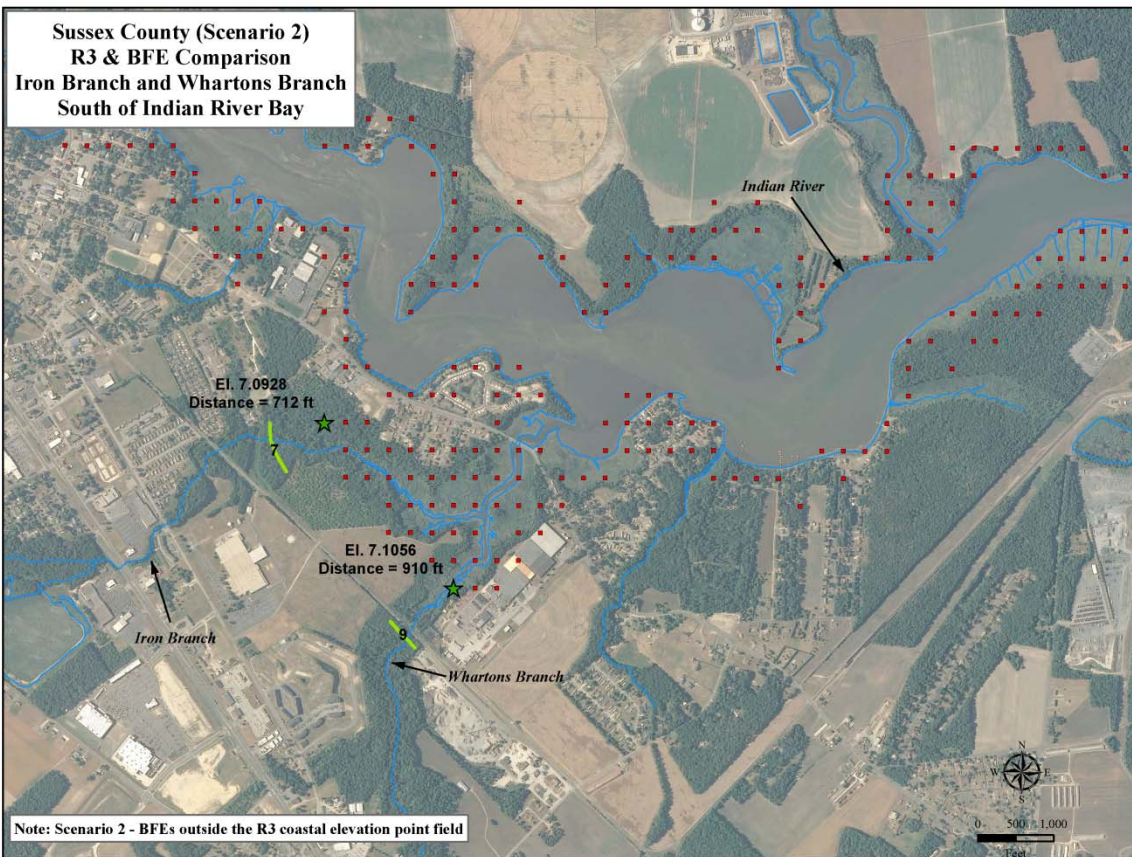 Sussex County (Scenario 2)
R3 & BFE Comparison
Iron Branch and Whartons Branch
South of Indian River Bay
Indian River
El. 7.0928
Distance = 712 ft
7
El. 7.1056
Distance = 910 ft
9
Iron Branch
Whartons Branch
N
W E
S
Note: Scenario 2 - BFEs outside the R3 coastal elevation point field
0 500 1,000
Feet